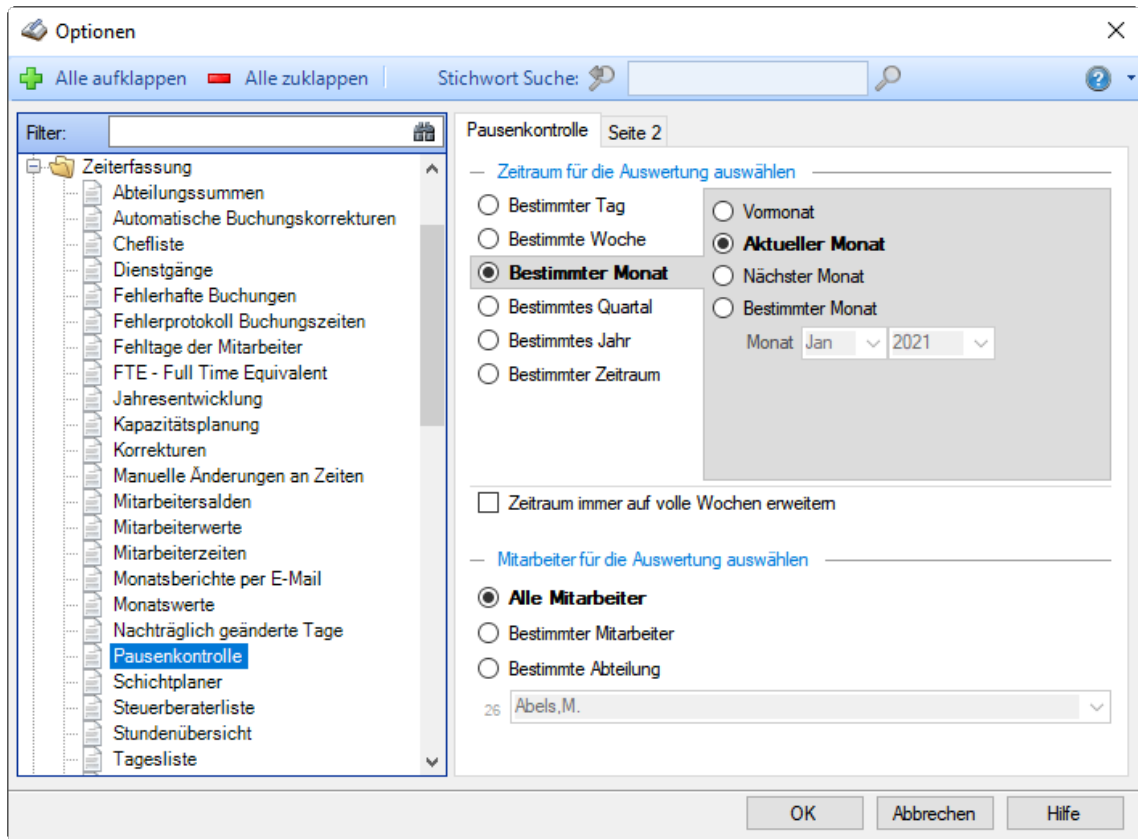 Optionen
Alle aufklappen Alle zuklappen Stichwort Suche:
Filter:
Zeiterfassung
Abteilungssummen
Automatische Buchungskorrekturen
Chefliste
Dienstgänge
Fehlerhafte Buchungen
Fehlerprotokoll Buchungszeiten
Fehltage der Mitarbeiter
FTE - Full Time Equivalent
Jahresentwicklung
Kapazitätsplanung
Korrekturen
Manuelle Änderungen an Zeiten
Mitarbeitersalden
Mitarbeiterwerte
Mitarbeiterzeiten
Monatsberichte per E-Mail
Monatswerte
Nachträglich geänderte Tage
Pausenkontrolle
Schichtplaner
Steuerberaterliste
Stundenübersicht
Tagesliste
Pausenkontrolle Seite 2
Zeitraum für die Auswertung auswählen
Bestimmter Tag
Bestimmte Woche
Bestimmter Monat
Bestimmtes Quartal
Bestimmtes Jahr
Bestimmter Zeitraum
Vormonat
Aktueller Monat
Nächster Monat
Bestimmter Monat
Monat Jan 2021
Zeitraum immer auf volle Wochen erweitern
Mitarbeiter für die Auswertung auswählen
Alle Mitarbeiter
Bestimmter Mitarbeiter
Bestimmte Abteilung
26 Abels,M.
OK Abbrechen Hilfe